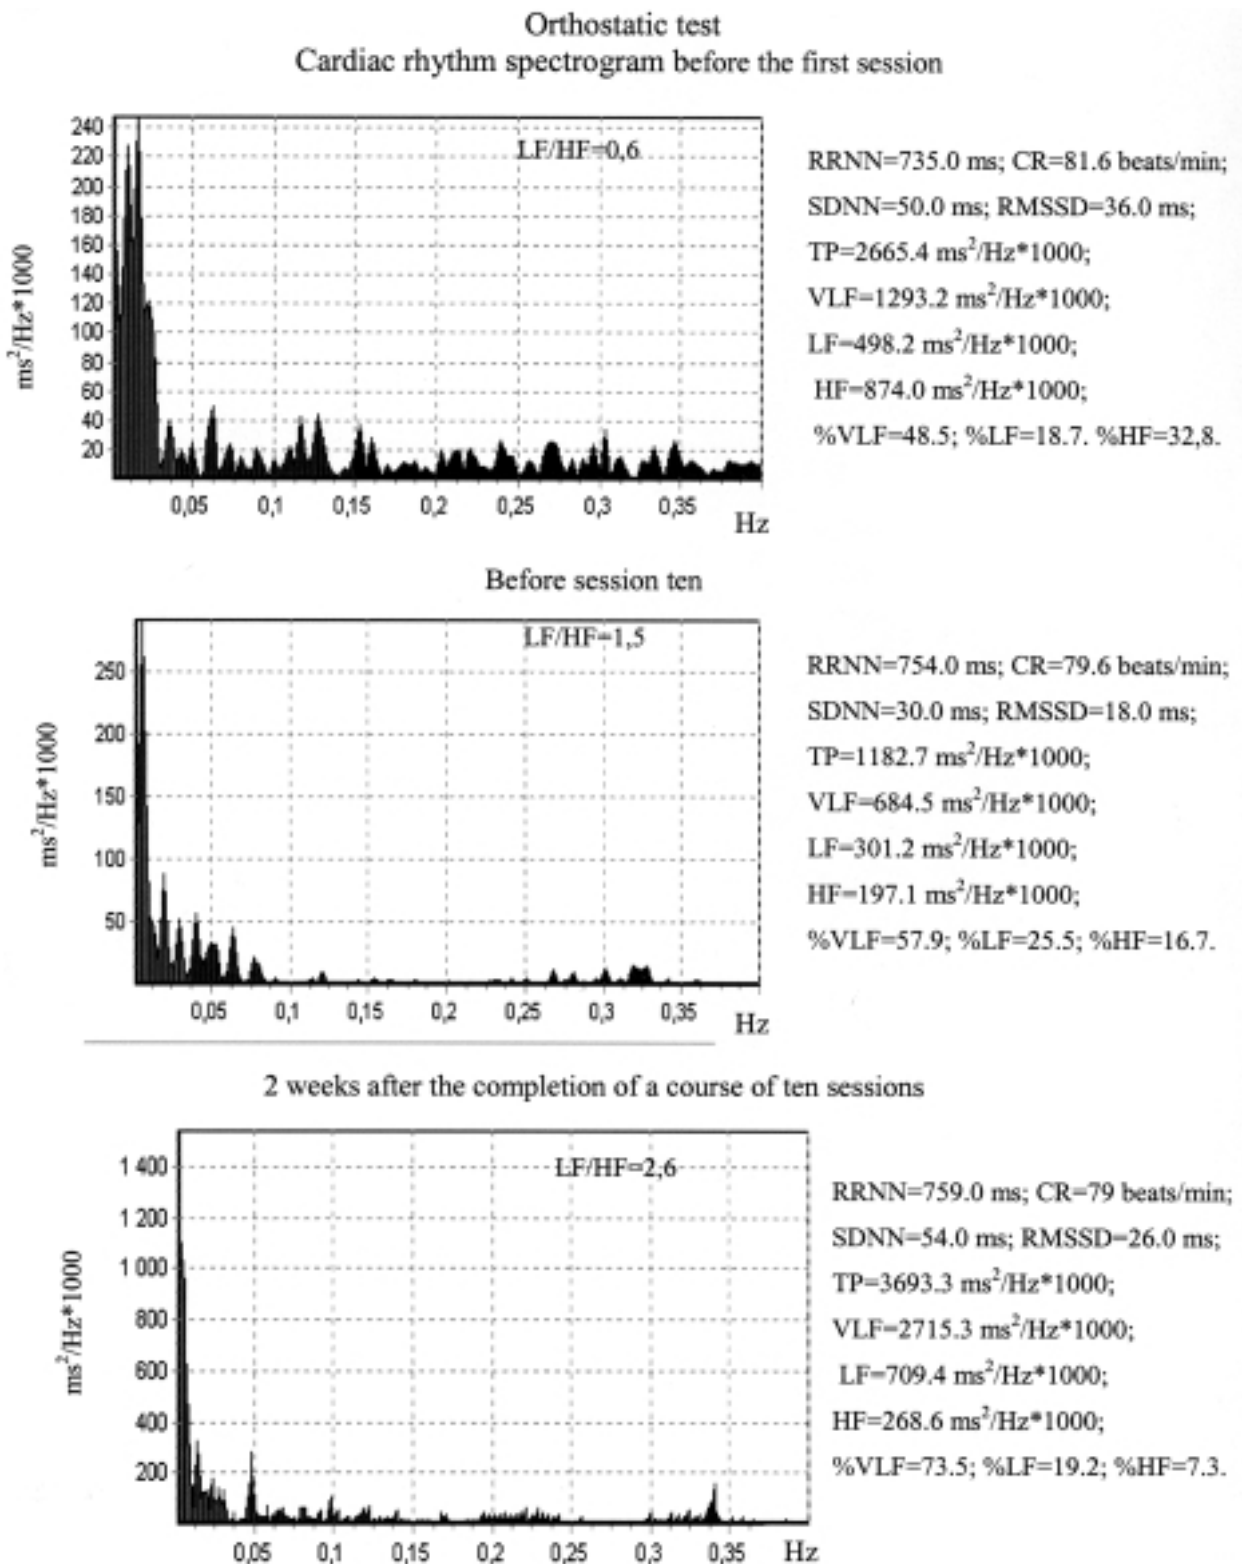 Orthostatic test
Cardiac rhythm spectrogram before the first session
LF/HF=0,6
240
220
200
180
160
140
120
100
80
60
40
20
ms²/Hz*1000
0,05 0,1 0,15 0,2 0,25 0,3 0,35
Hz
RRNN=735.0 ms; CR=81.6 beats/min;
SDNN=50.0 ms; RMSSD=36.0 ms;
TP=2665.4 ms²/Hz*1000;
VLF=1293.2 ms²/Hz*1000;
LF=498.2 ms²/Hz*1000;
HF=874.0 ms²/Hz*1000;
%VLF=48.5; %LF=18.7. %HF=32,8.
Before session ten
LF/HF=1,5
250
200
150
100
50
ms²/Hz*1000
0,05 0,1 0,15 0,2 0,25 0,3 0,35
Hz
RRNN=754.0 ms; CR=79.6 beats/min;
SDNN=30.0 ms; RMSSD=18.0 ms;
TP=1182.7 ms²/Hz*1000;
VLF=684.5 ms²/Hz*1000;
LF=301.2 ms²/Hz*1000;
HF=197.1 ms²/Hz*1000;
%VLF=57.9; %LF=25.5; %HF=16.7.
2 weeks after the completion of a course of ten sessions
LF/HF=2,6
1 400
1 200
1 000
800
600
400
200
ms²/Hz*1000
0,05 0,1 0,15 0,2 0,25 0,3 0,35 Hz
RRNN=759.0 ms; CR=79 beats/min;
SDNN=54.0 ms; RMSSD=26.0 ms;
TP=3693.3 ms²/Hz*1000;
VLF=2715.3 ms²/Hz*1000;
LF=709.4 ms²/Hz*1000;
HF=268.6 ms²/Hz*1000;
%VLF=73.5; %LF=19.2; %HF=7.3.